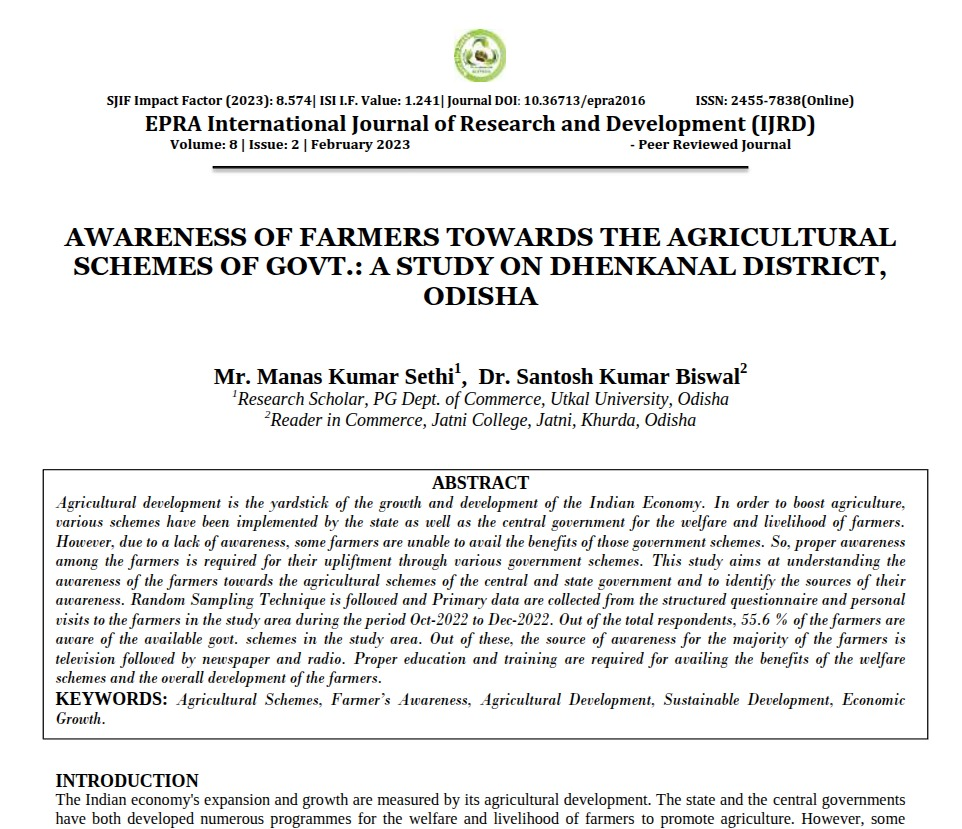 SJIF Impact Factor (2023): 8.574| ISI I.F. Value: 1.241| Journal DOI: 10.36713/epra2016 ISSN: 2455-7838(Online)
EPRA International Journal of Research and Development (IJRD)
Volume: 8 | Issue: 2 | February 2023 - Peer Reviewed Journal
AWARENESS OF FARMERS TOWARDS THE AGRICULTURAL
SCHEMES OF GOVT.: A STUDY ON DHENKANAL DISTRICT,
ODISHA
Mr. Manas Kumar Sethi¹, Dr. Santosh Kumar Biswal²
¹Research Scholar, PG Dept. of Commerce, Utkal University, Odisha
²Reader in Commerce, Jatni College, Jatni, Khurda, Odisha
ABSTRACT
Agricultural development is the yardstick of the growth and development of the Indian Economy. In order to boost agriculture,
various schemes have been implemented by the state as well as the central government for the welfare and livelihood of farmers.
However, due to a lack of awareness, some farmers are unable to avail the benefits of those government schemes. So, proper awareness
among the farmers is required for their upliftment through various government schemes. This study aims at understanding the
awareness of the farmers towards the agricultural schemes of the central and state government and to identify the sources of their
awareness. Random Sampling Technique is followed and Primary data are collected from the structured questionnaire and personal
visits to the farmers in the study area during the period Oct-2022 to Dec-2022. Out of the total respondents, 55.6 % of the farmers are
aware of the available govt. schemes in the study area. Out of these, the source of awareness for the majority of the farmers is
television followed by newspaper and radio. Proper education and training are required for availing the benefits of the welfare
schemes and the overall development of the farmers.
KEYWORDS: Agricultural Schemes, Farmer's Awareness, Agricultural Development, Sustainable Development, Economic
Growth.
INTRODUCTION
The Indian economy's expansion and growth are measured by its agricultural development. The state and the central governments
have both developed numerous programmes for the welfare and livelihood of farmers to promote agriculture. However, some